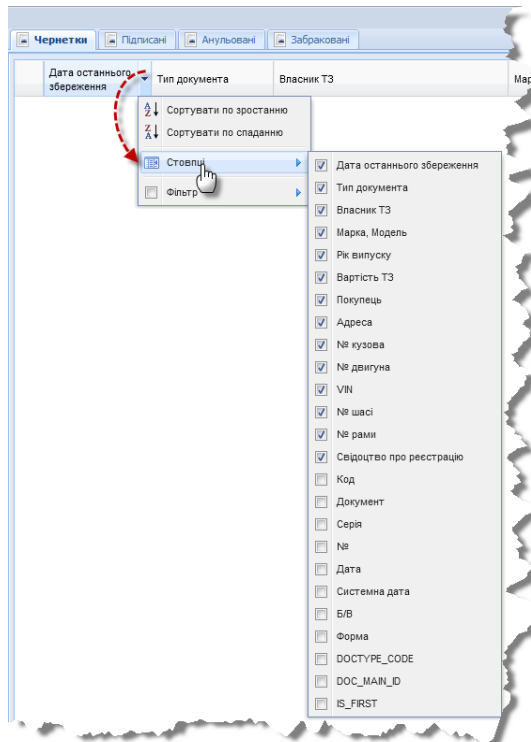 Чернетки Підписані Анульовані Забраковані
Дата останнього збереження Тип документа Власник ТЗ Мар
Сортувати по зростанню
Сортувати по спаданню
Стовпці
Фільтр
Дата останнього збереження
Тип документа
Власник ТЗ
Марка, Модель
Рік випуску
Вартість ТЗ
Покупець
Адреса
№ кузова
№ двигуна
VIN
№ шасі
№ рами
Свідоцтво про реєстрацію
Код
Документ
Серія
№
Дата
Системна дата
Б/В
Форма
DOCTYPE_CODE
DOC_MAIN_ID
IS_FIRST